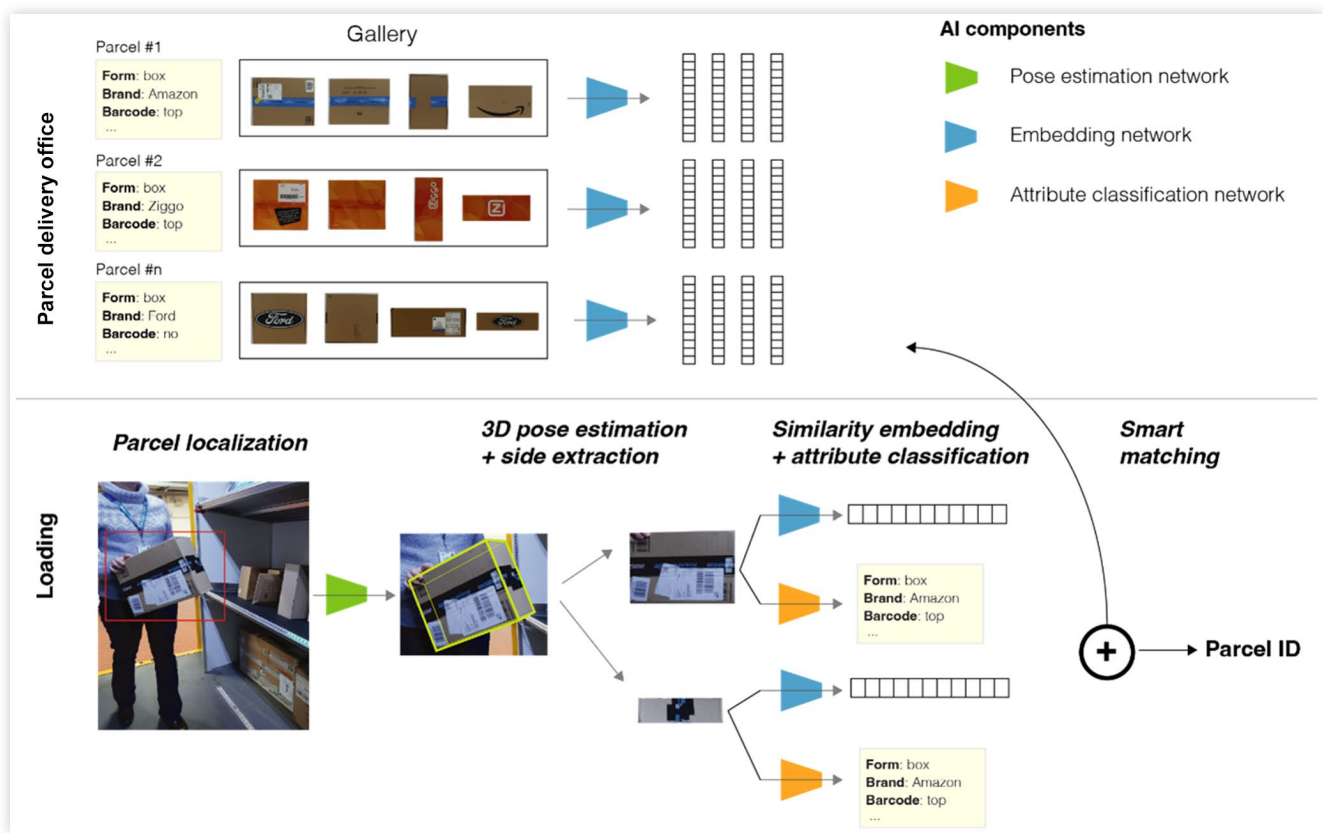 Gallery
AI components
Pose estimation network
Embedding network
Attribute classification network
Parcel delivery office
Parcel #1
Form: box
Brand: Amazon
Barcode: top
...
Parcel #2
Form: box
Brand: Ziggo
Barcode: top
...
Ziggo
Z
Parcel #n
Form: box
Brand: Ford
Barcode: no
...
Ford
Ford
Loading
Parcel localization
3D pose estimation
+ side extraction
Similarity embedding
+ attribute classification
Smart
matching
Form: box
Brand: Amazon
Barcode: top
...
+
Parcel ID
Form: box
Brand: Amazon
Barcode: top
...